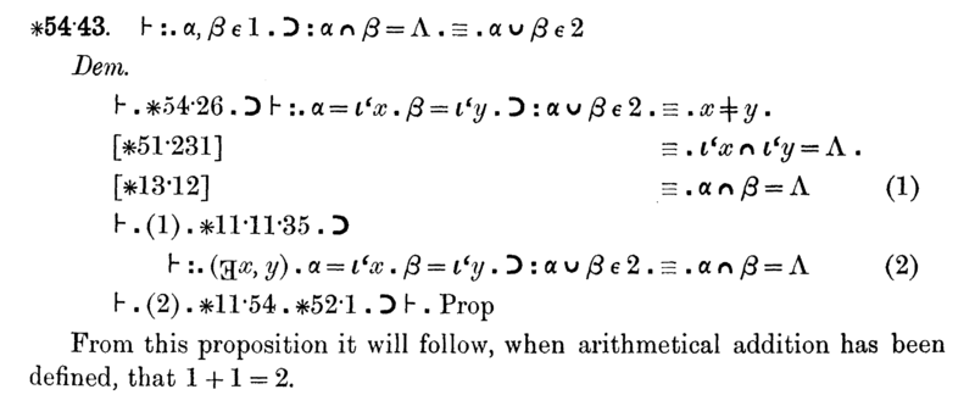 ∗54·43. ⊢:. α, β ϵ 1 . ⊃ : α ∩ β = Λ . ≡ . α ∪ β ϵ 2
Dem.
⊢ . ∗54·26 . ⊃ ⊢ :. α = ι‘x . β = ι‘y . ⊃ : α ∪ β ϵ 2 . ≡ . x ≠ y .
[∗51·231] ≡ . ι‘x ∩ ι‘y = Λ .
[∗13·12] ≡ . α ∩ β = Λ (1)
⊢ . (1) . ∗11·11·35 . ⊃
⊢ :. (∃x, y) . α = ι‘x . β = ι‘y . ⊃ : α ∪ β ϵ 2 . ≡ . α ∩ β = Λ (2)
⊢ . (2) . ∗11·54 . ∗52·1 . ⊃ ⊢ . Prop
From this proposition it will follow, when arithmetical addition has been
defined, that 1 + 1 = 2.